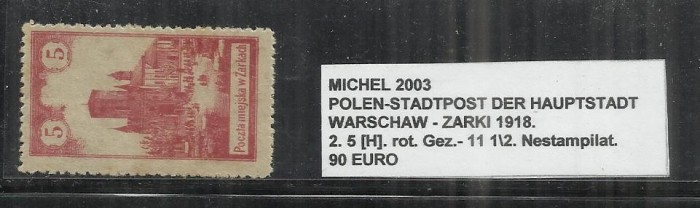 5
5
Poczta miejska w Żarkach
MICHEL 2003
POLEN-STADTPOST DER HAUPTSTADT
WARSCHAW - ZARKI 1918.
2. 5 [H]. rot. Gez.- 11 1\2. Nestampilat.
90 EURO